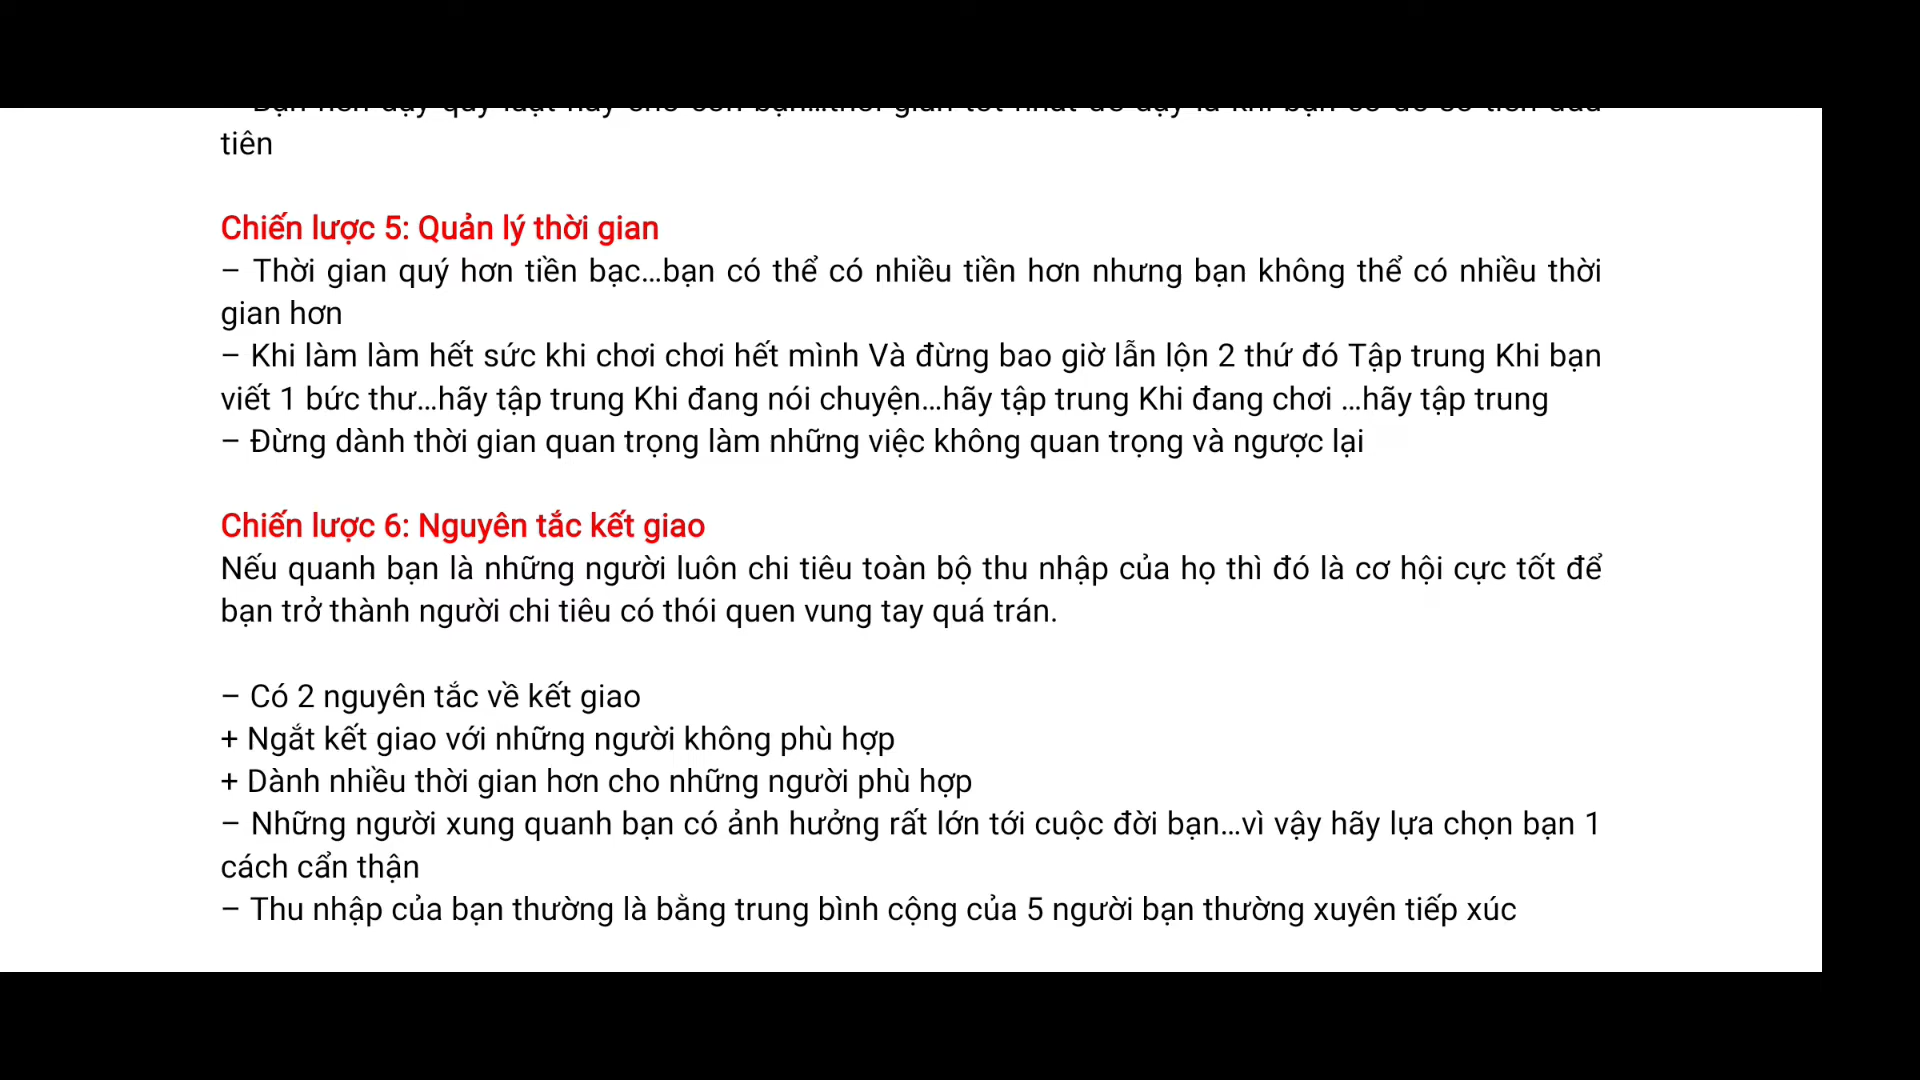 tiên
Chiến lược 5: Quản lý thời gian
– Thời gian quý hơn tiền bạc...bạn có thể có nhiều tiền hơn nhưng bạn không thể có nhiều thời
gian hơn
– Khi làm làm hết sức khi chơi chơi hết mình Và đừng bao giờ lẫn lộn 2 thứ đó Tập trung Khi bạn
viết 1 bức thư...hãy tập trung Khi đang nói chuyện...hãy tập trung Khi đang chơi ...hãy tập trung
– Đừng dành thời gian quan trọng làm những việc không quan trọng và ngược lại
Chiến lược 6: Nguyên tắc kết giao
Nếu quanh bạn là những người luôn chi tiêu toàn bộ thu nhập của họ thì đó là cơ hội cực tốt để
bạn trở thành người chi tiêu có thói quen vung tay quá trán.
– Có 2 nguyên tắc về kết giao
+ Ngắt kết giao với những người không phù hợp
+ Dành nhiều thời gian hơn cho những người phù hợp
– Những người xung quanh bạn có ảnh hưởng rất lớn tới cuộc đời bạn...vì vậy hãy lựa chọn bạn 1
cách cẩn thận
– Thu nhập của bạn thường là bằng trung bình cộng của 5 người bạn thường xuyên tiếp xúc